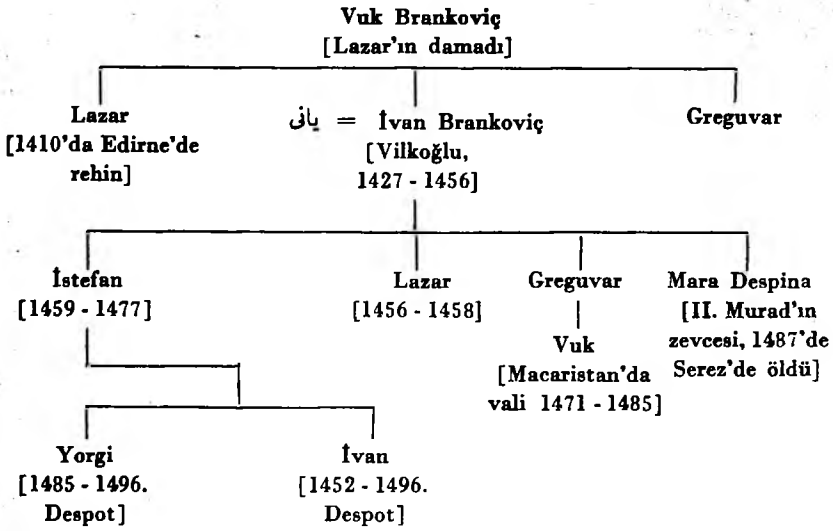 Vuk Brankoviç
[Lazar'ın damadı]
Lazar
[1410'da Edirne'de
rehin]
يانى = İvan Brankoviç
[Vilkoğlu,
1427 - 1456]
Greguvar
İstefan
[1459 - 1477]
Lazar
[1456 - 1458]
Greguvar
Vuk
[Macaristan'da
vali 1471 - 1485]
Mara Despina
[II. Murad'ın
zevcesi, 1487'de
Serez'de öldü]
Yorgi
[1485 - 1496.
Despot]
İvan
[1452 - 1496.
Despot]